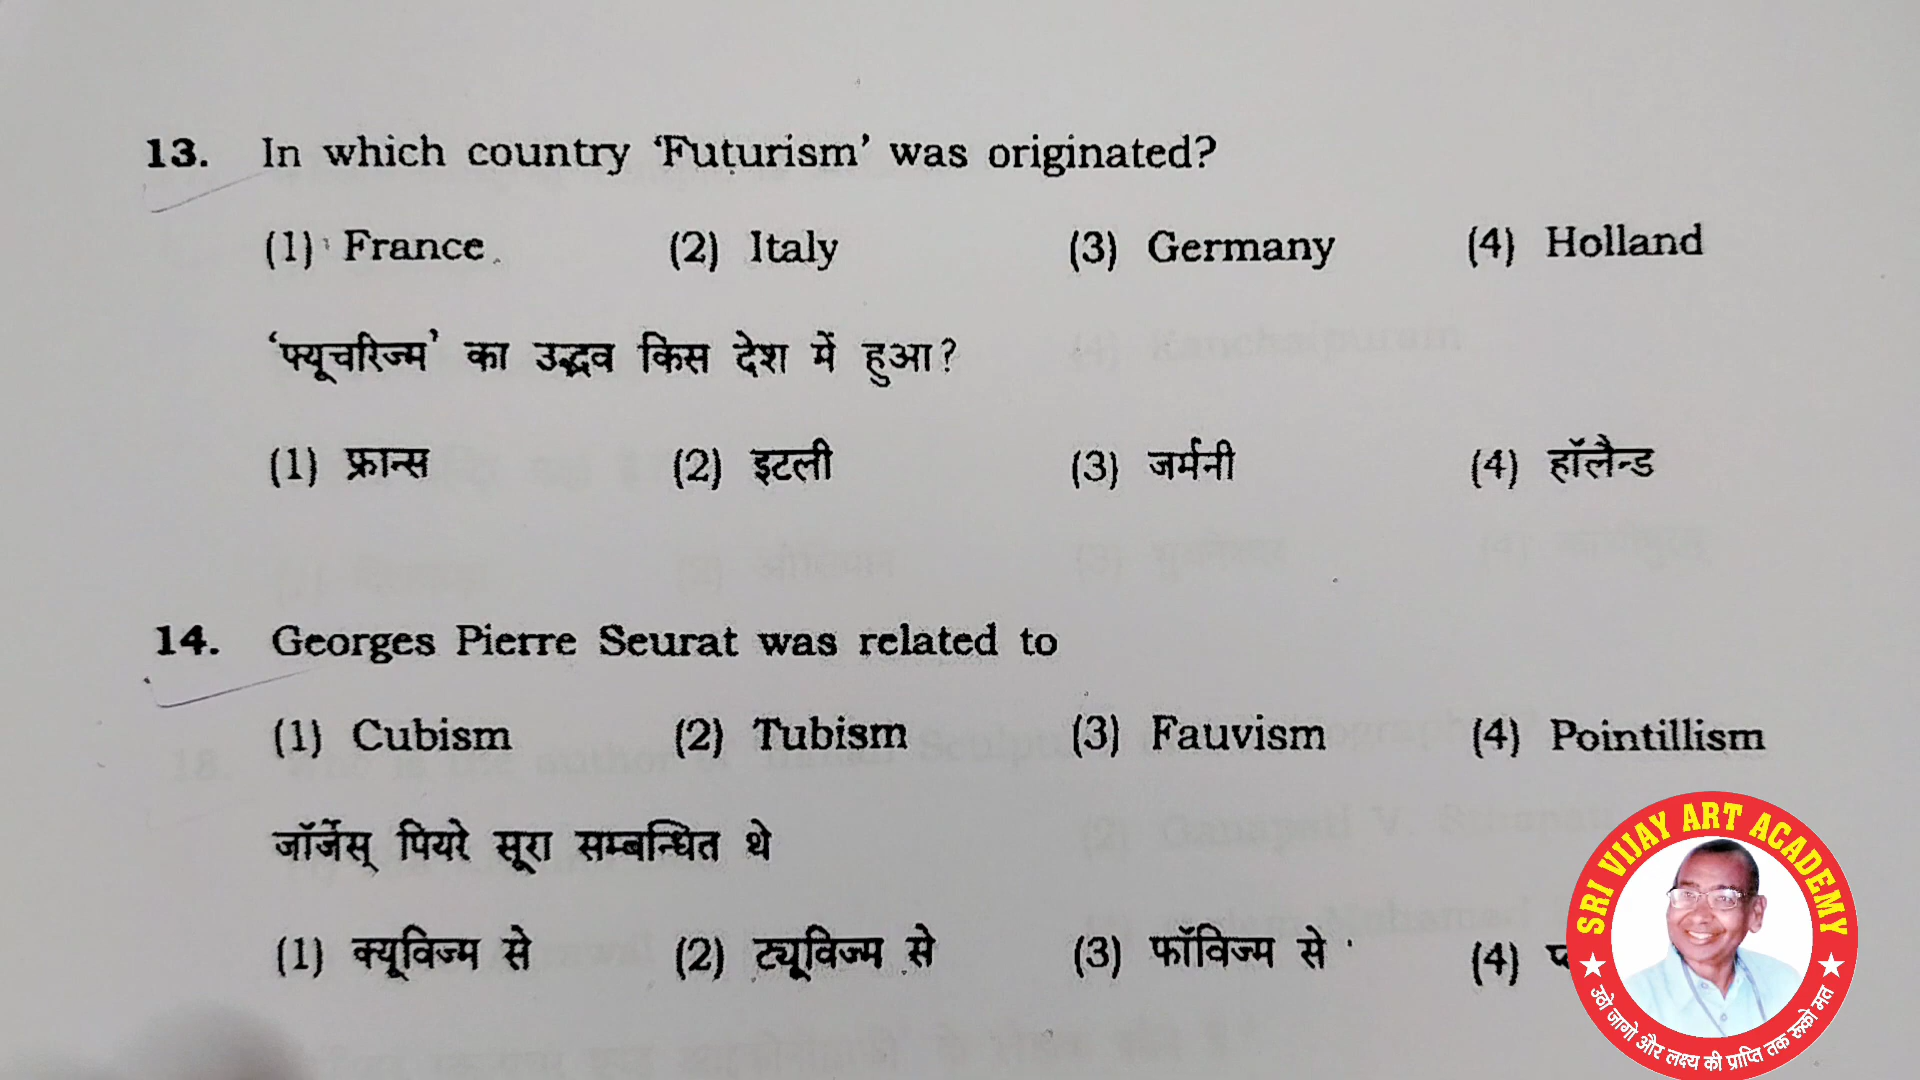 13. In which country ‘Futurism’ was originated?
(1) France (2) Italy (3) Germany (4) Holland
‘फ्यूचरिज्म’ का उद्भव किस देश में हुआ?
(1) फ्रान्स (2) इटली (3) जर्मनी (4) हॉलैन्ड
14. Georges Pierre Seurat was related to
(1) Cubism (2) Tubism (3) Fauvism (4) Pointillism
जॉर्जेस् पियरे सूरा सम्बन्धित थे
(1) क्यूविज्म से (2) ट्यूविज्म से (3) फॉविज्म से (4)
SRI VIJAY ART ACADEMY
उठो जागो और लक्ष्य की प्राप्ति तक रूको मत